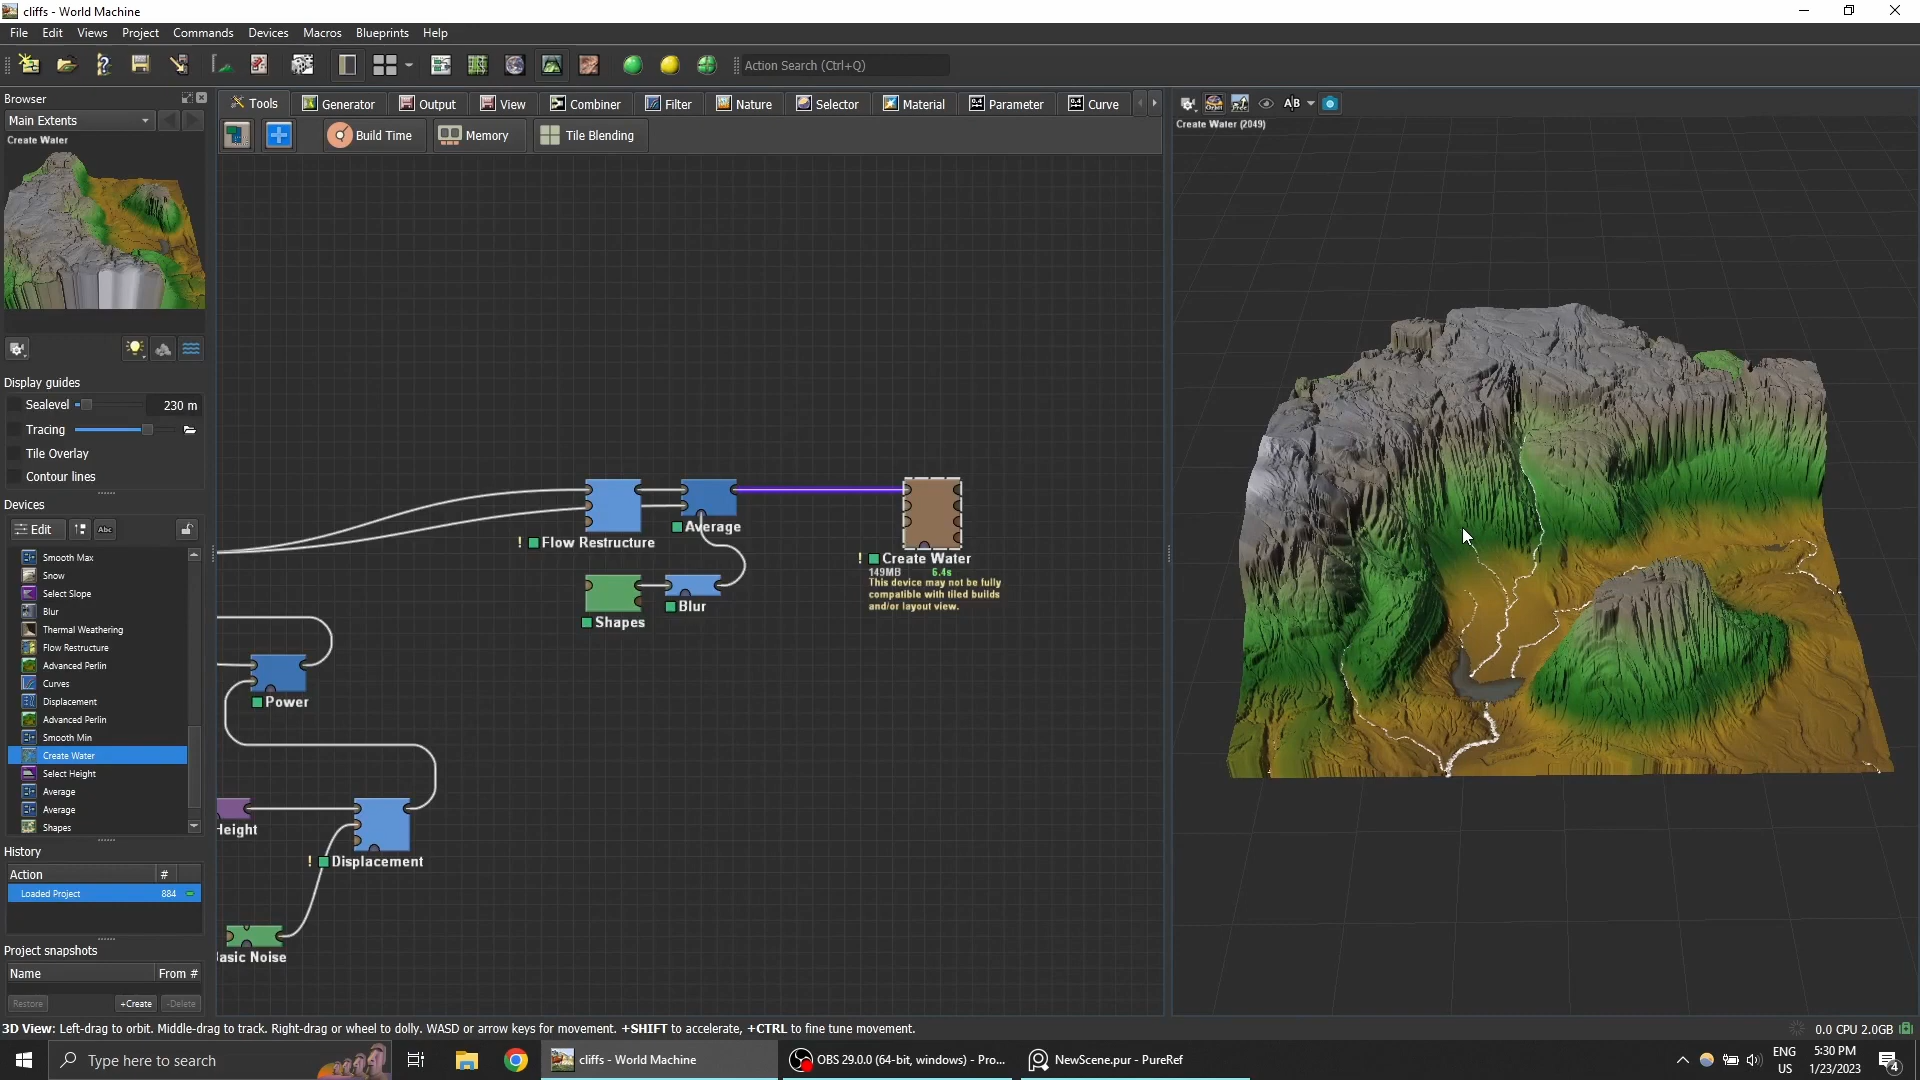 cliffs - World Machine
File Edit Views Project Commands Devices Macros Blueprints Help
Action Search (Ctrl+Q)
Browser
Tools Generator Output View Combiner Filter Nature Selector Material Parameter Curve
AB
Main Extents
Build Time Memory Tile Blending
Create Water (2049)
Create Water
Display guides
Sealevel 230 m
Tracing
Tile Overlay
Contour lines
Devices
Edit Abc
Smooth Max
Snow
Select Slope
Blur
Thermal Weathering
Flow Restructure
Advanced Perlin
Curves
Displacement
Advanced Perlin
Smooth Min
Create Water
Select Height
Average
Average
Shapes
History
Action #
Loaded Project 884
Project snapshots
Name From #
Restore +Create -Delete
! Flow Restructure
Average
Shapes
Blur
! Create Water
149MB 6.4s
This device may not be fully
compatible with tiled builds
and/or layout view.
Power
Height
! Displacement
asic Noise
3D View: Left-drag to orbit. Middle-drag to track. Right-drag or wheel to dolly. WASD or arrow keys for movement. +SHIFT to accelerate, +CTRL to fine tune movement.
0.0 CPU 2.0GB
Type here to search
cliffs - World Machine
OBS 29.0.0 (64-bit, windows) - Pro...
NewScene.pur - PureRef
ENG
US
5:30 PM
1/23/2023
4